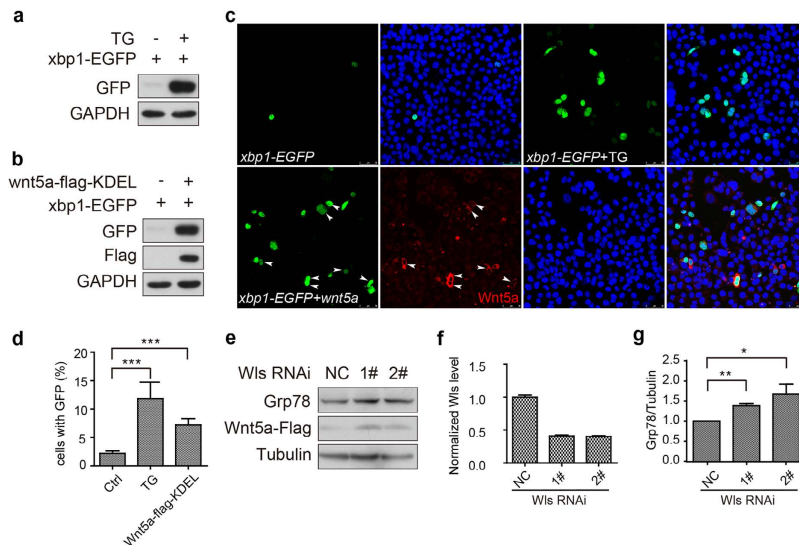 a
TG - +
xbp1-EGFP + +
GFP
GAPDH
b
wnt5a-flag-KDEL - +
xbp1-EGFP + +
GFP
Flag
GAPDH
c
xbp1-EGFP
xbp1-EGFP+TG
xbp1-EGFP+wnt5a
Wnt5a
d
cells with GFP (%)
20
15
10
5
0
***
***
Ctrl
TG
Wnt5a-flag-KDEL
e
Wls RNAi NC 1# 2#
Grp78
Wnt5a-Flag
Tubulin
f
Normalized Wls level
1.5
1.0
0.5
0.0
NC
1#
2#
Wls RNAi
g
Grp78/Tubulin
2.5
2.0
1.5
1.0
0.5
0.0
*
**
NC
1#
2#
Wls RNAi